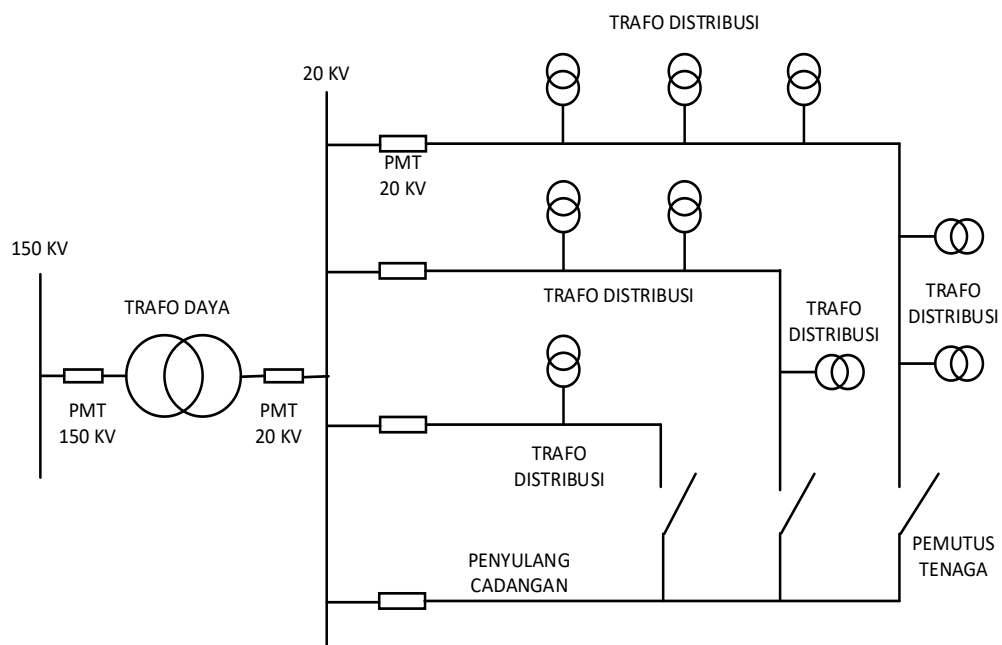 TRAFO DISTRIBUSI
20 KV
PMT
20 KV
150 KV
TRAFO DAYA
TRAFO DISTRIBUSI
TRAFO
DISTRIBUSI
TRAFO
DISTRIBUSI
PMT
150 KV
PMT
20 KV
TRAFO
DISTRIBUSI
PENYULANG
CADANGAN
PEMUTUS
TENAGA